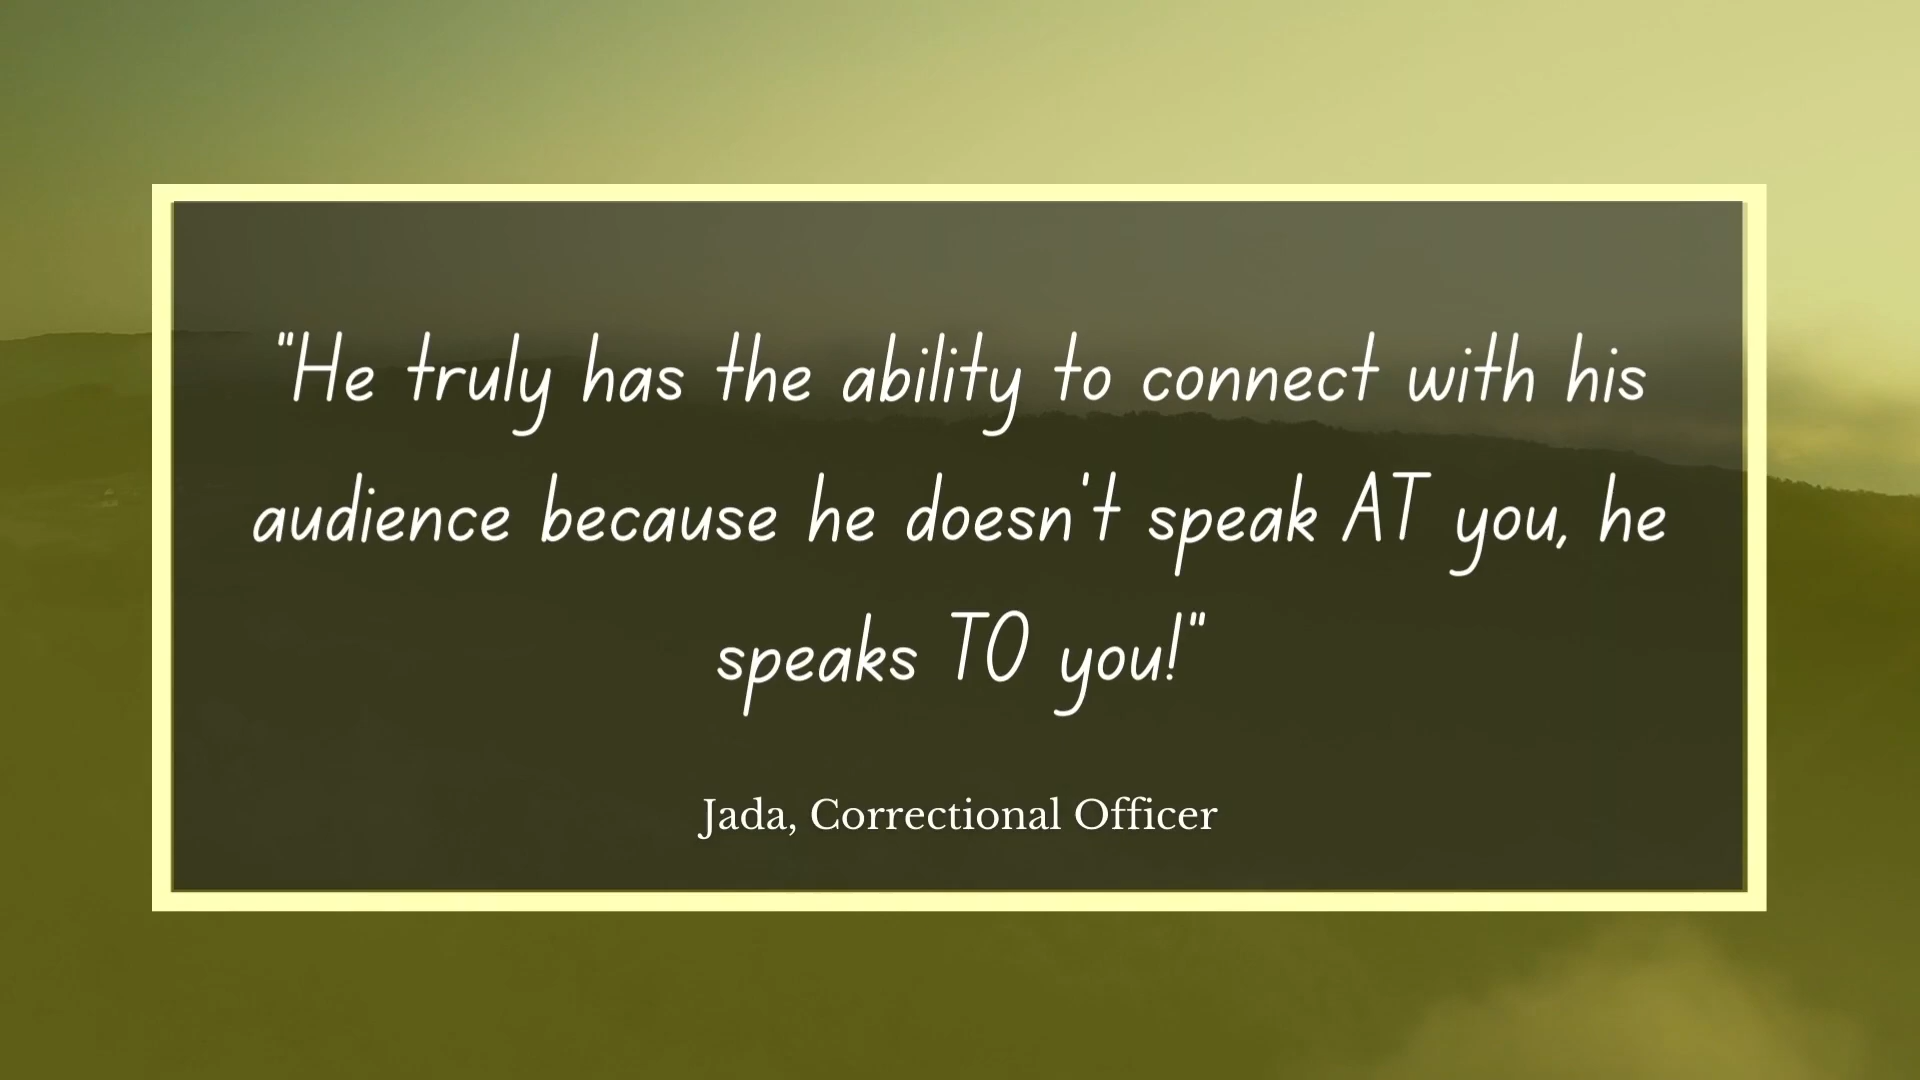 "He truly has the ability to connect with his
audience because he doesn't speak AT you, he
speaks TO you!"
Jada, Correctional Officer